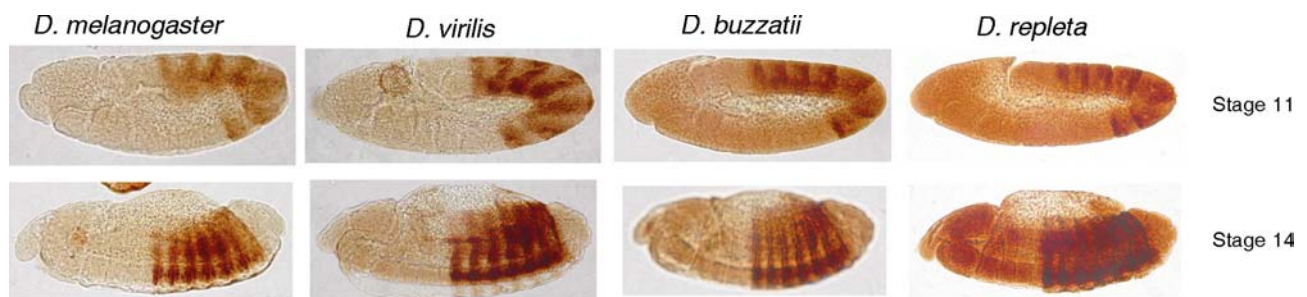 D. melanogaster D. virilis D. buzzatii D. repleta
Stage 11
Stage 14